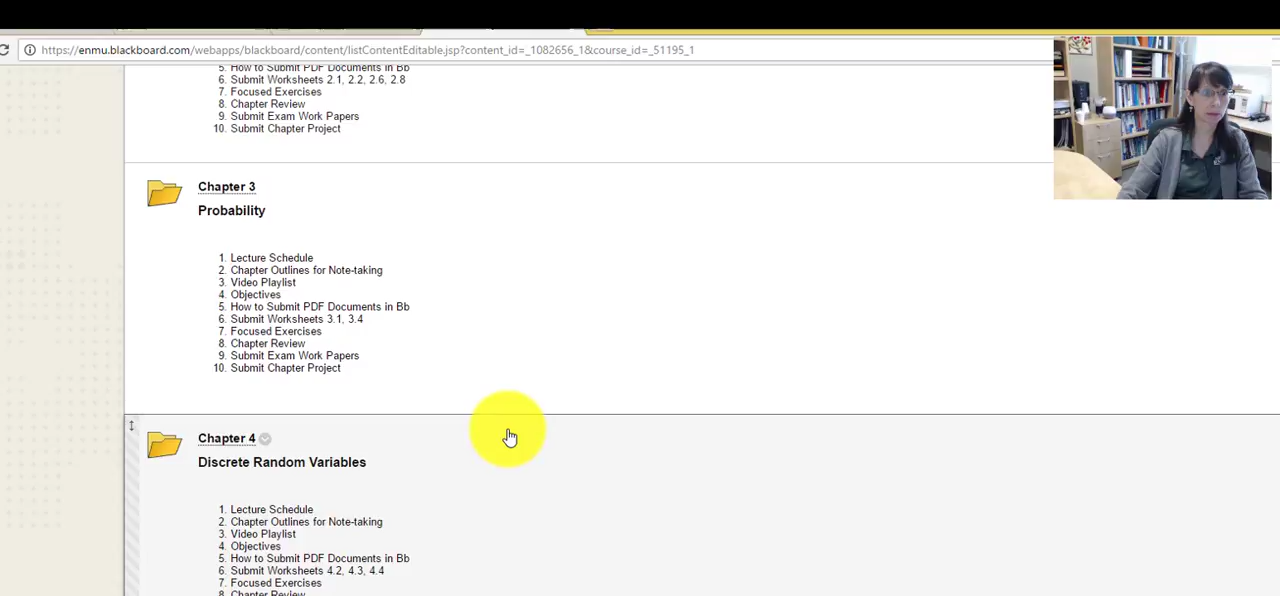 https://enmu.blackboard.com/webapps/blackboard/content/listContentEditable.jsp?content_id=_1082656_1&course_id=_51195_1
5. How to Submit PDF Documents in Bb
6. Submit Worksheets 2.1, 2.2, 2.6, 2.8
7. Focused Exercises
8. Chapter Review
9. Submit Exam Work Papers
10. Submit Chapter Project
Chapter 3
Probability
1. Lecture Schedule
2. Chapter Outlines for Note-taking
3. Video Playlist
4. Objectives
5. How to Submit PDF Documents in Bb
6. Submit Worksheets 3.1, 3.4
7. Focused Exercises
8. Chapter Review
9. Submit Exam Work Papers
10. Submit Chapter Project
Chapter 4
Discrete Random Variables
1. Lecture Schedule
2. Chapter Outlines for Note-taking
3. Video Playlist
4. Objectives
5. How to Submit PDF Documents in Bb
6. Submit Worksheets 4.2, 4.3, 4.4
7. Focused Exercises
8. Chapter Review